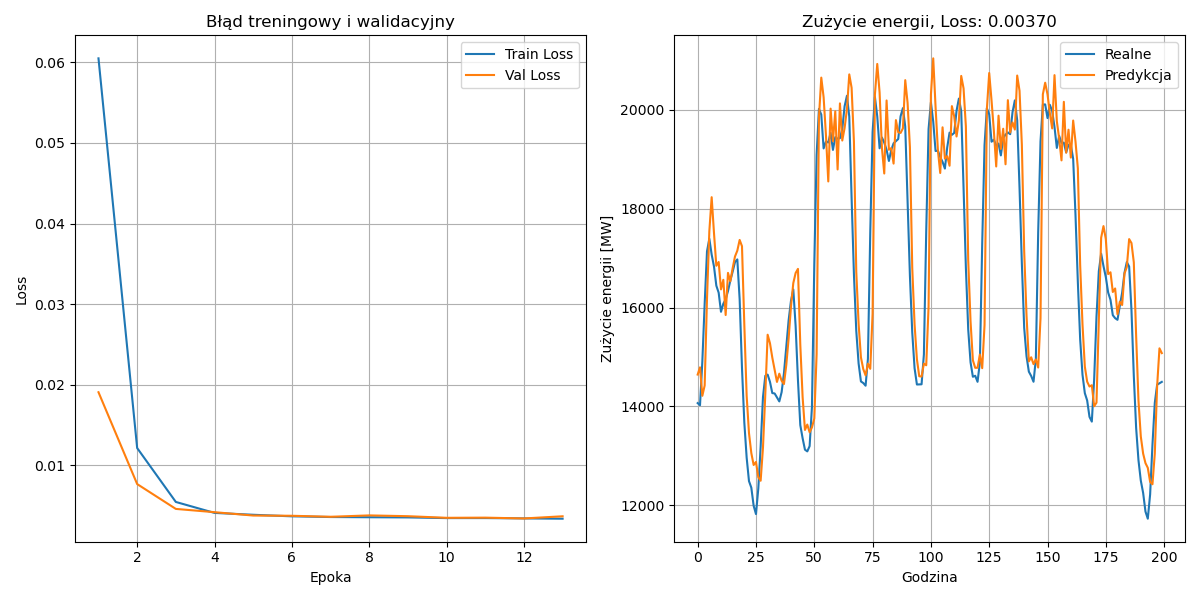 Błąd treningowy i walidacyjny
Train Loss
Val Loss
0.06
0.05
0.04
0.03
0.02
0.01
Loss
2
4
6
8
10
12
Epoka
Zużycie energii, Loss: 0.00370
Realne
Predykcja
20000
18000
16000
14000
12000
Zużycie energii [MW]
0
25
50
75
100
125
150
175
200
Godzina